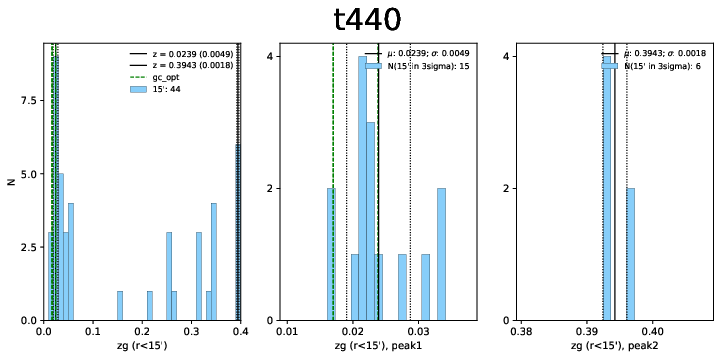 t440
z = 0.0239 (0.0049)
z = 0.3943 (0.0018)
gc_opt
15': 44
N
7.5
5.0
2.5
0.0
0.0 0.1 0.2 0.3 0.4
zg (r<15')
μ: 0.0239; σ: 0.0049
N(15' in 3sigma): 15
4
2
0
0.01 0.02 0.03
zg (r<15'), peak1
μ: 0.3943; σ: 0.0018
N(15' in 3sigma): 6
4
2
0
0.38 0.39 0.40
zg (r<15'), peak2